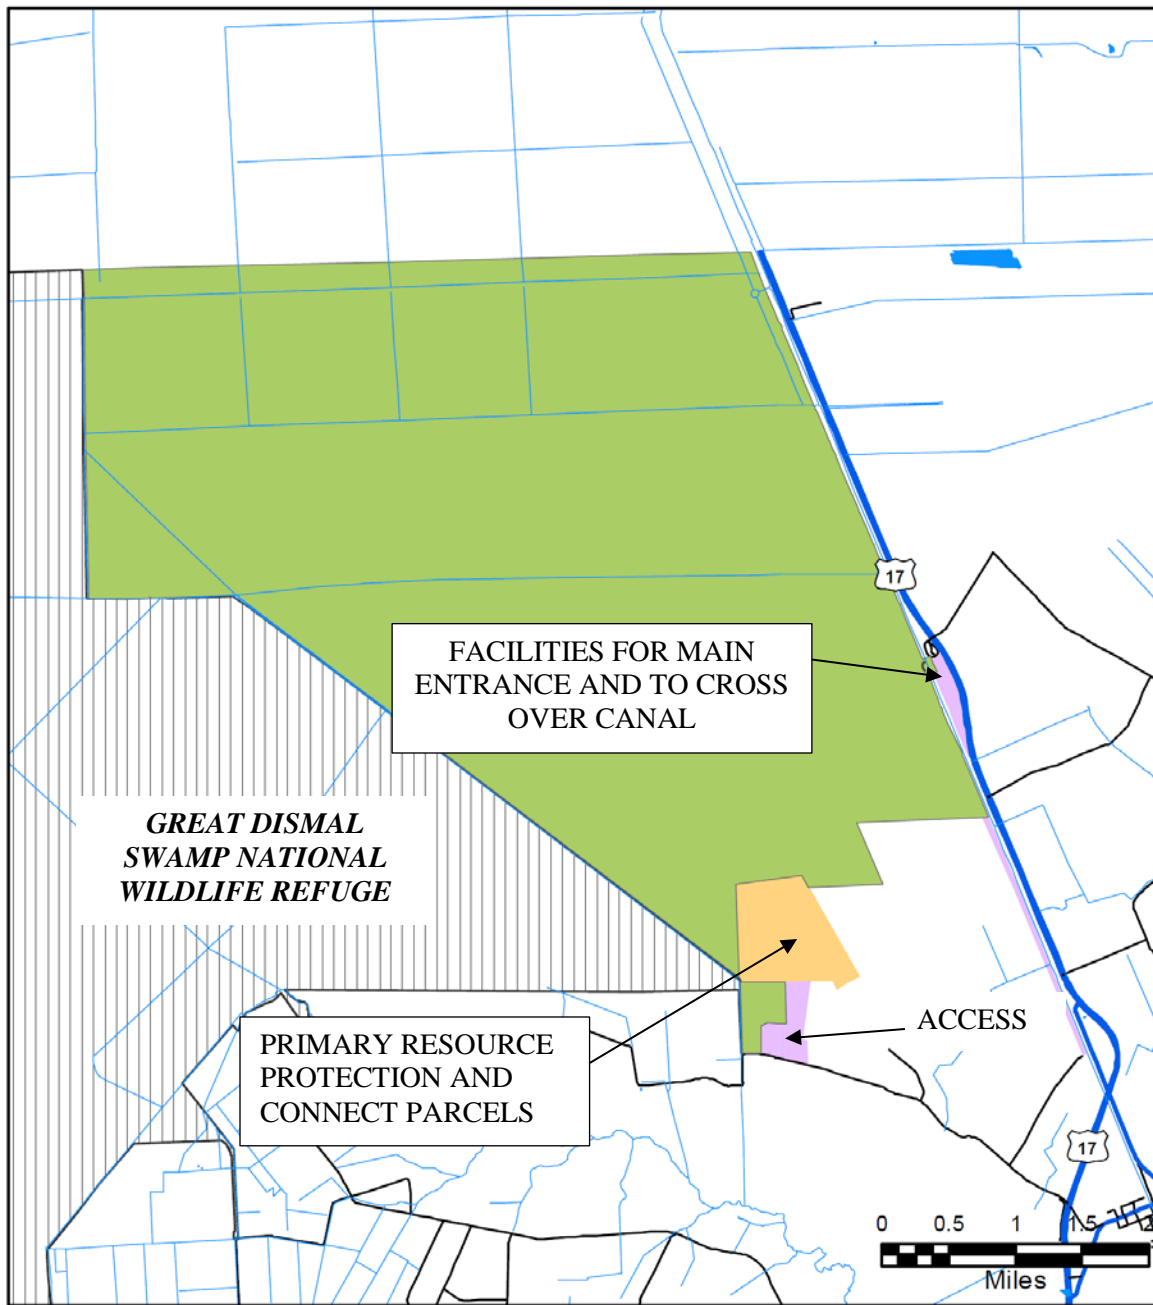 17
FACILITIES FOR MAIN
ENTRANCE AND TO CROSS
OVER CANAL
GREAT DISMAL
SWAMP NATIONAL
WILDLIFE REFUGE
ACCESS
PRIMARY RESOURCE
PROTECTION AND
CONNECT PARCELS
17
0 0.5 1 1.5 2
Miles